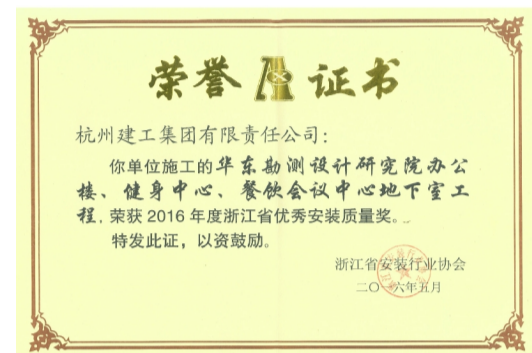 荣誉证书
杭州建工集团有限责任公司：
你单位施工的华东勘测设计研究院办公
楼、健身中心、餐饮会议中心地下室工
程，荣获2016年度浙江省优秀安装质量奖。
特发此证，以资鼓励。
浙江省安装行业协会
二〇一六年五月